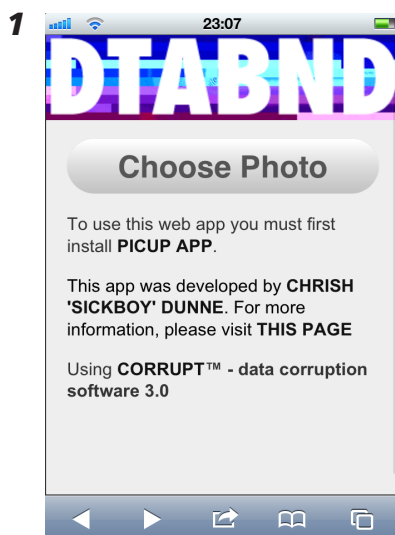 1
23:07
DTABND
Choose Photo
To use this web app you must first
install PICUP APP.
This app was developed by CHRISH
'SICKBOY' DUNNE. For more
information, please visit THIS PAGE
Using CORRUPT™ - data corruption
software 3.0